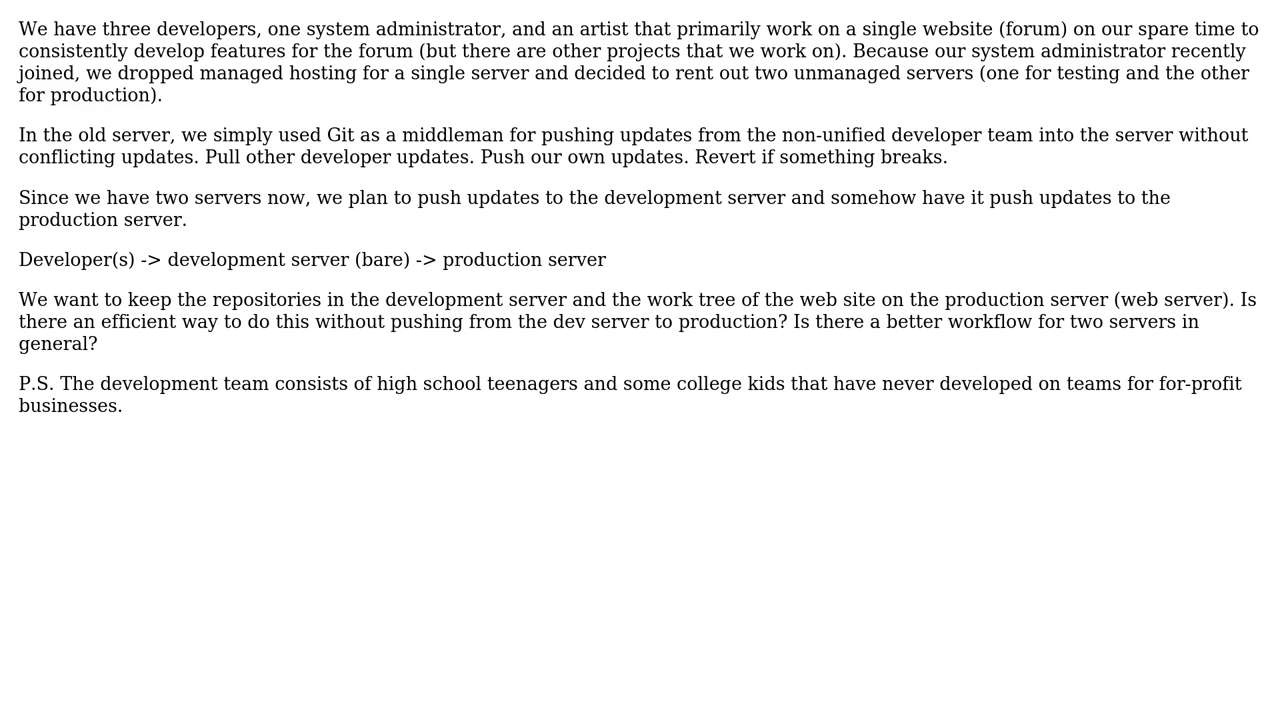 We have three developers, one system administrator, and an artist that primarily work on a single website (forum) on our spare time to
consistently develop features for the forum (but there are other projects that we work on). Because our system administrator recently
joined, we dropped managed hosting for a single server and decided to rent out two unmanaged servers (one for testing and the other
for production).
In the old server, we simply used Git as a middleman for pushing updates from the non-unified developer team into the server without
conflicting updates. Pull other developer updates. Push our own updates. Revert if something breaks.
Since we have two servers now, we plan to push updates to the development server and somehow have it push updates to the
production server.
Developer(s) -> development server (bare) -> production server
We want to keep the repositories in the development server and the work tree of the web site on the production server (web server). Is
there an efficient way to do this without pushing from the dev server to production? Is there a better workflow for two servers in
general?
P.S. The development team consists of high school teenagers and some college kids that have never developed on teams for for-profit
businesses.